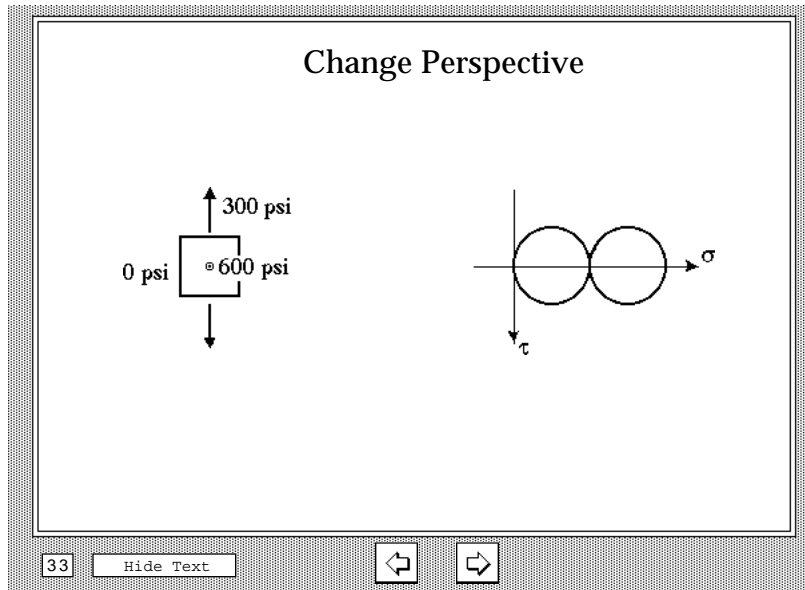 Change Perspective
300 psi
0 psi
600 psi
σ
τ
33
Hide Text